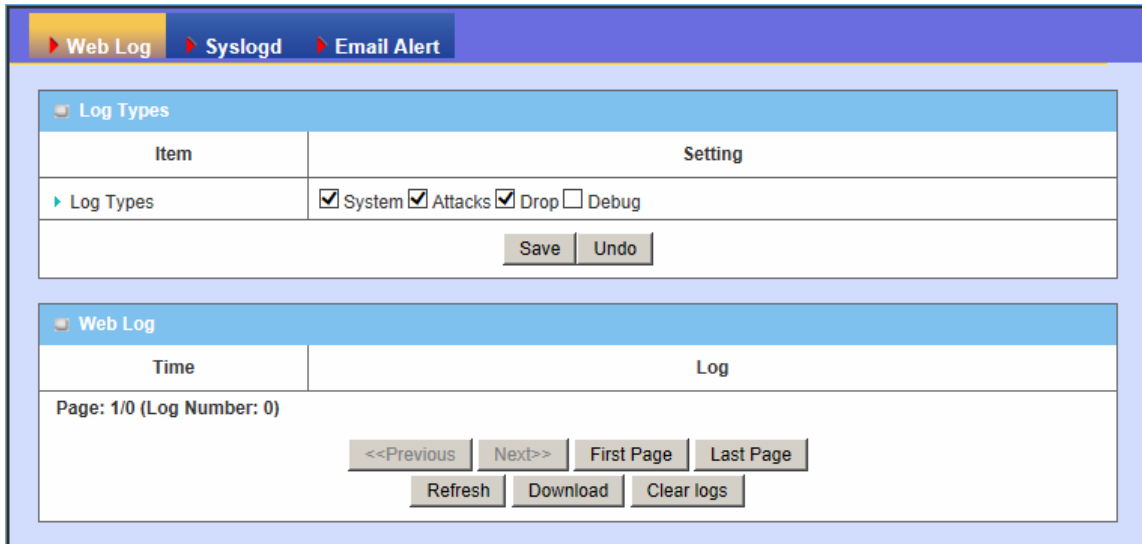 Web Log Syslogd Email Alert
Log Types
Item Setting
Log Types System Attacks Drop Debug
Save Undo
Web Log
Time Log
Page: 1/0 (Log Number: 0)
<<Previous Next>> First Page Last Page
Refresh Download Clear logs